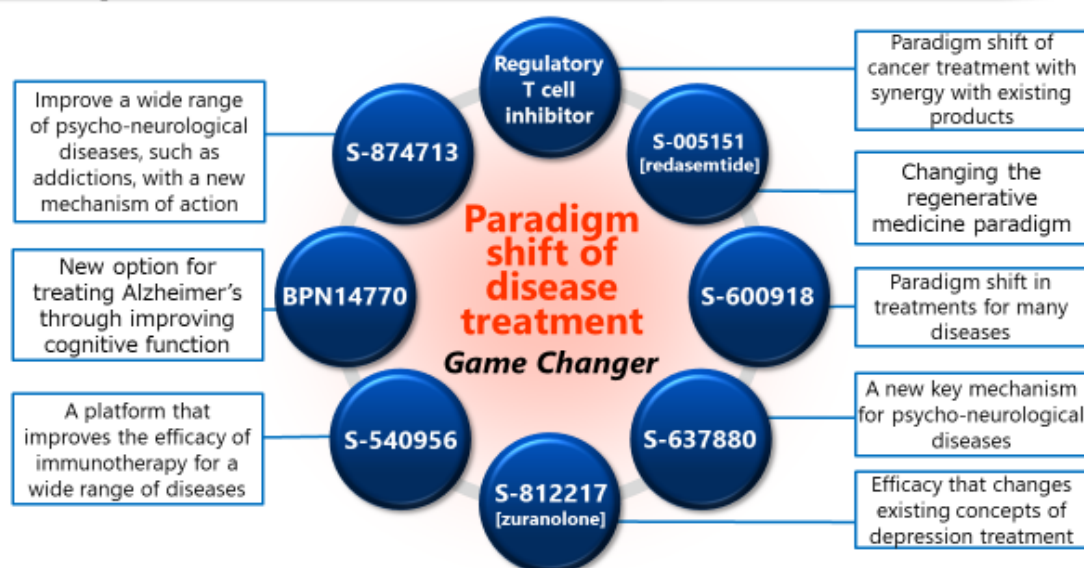 Regulatory
T cell
inhibitor
Paradigm shift of
cancer treatment with
synergy with existing
products
S-005151
[redasemtide]
Changing the
regenerative
medicine paradigm
S-600918
Paradigm shift in
treatments for many
diseases
S-637880
A new key mechanism
for psycho-neurological
diseases
S-812217
[zuranolone]
Efficacy that changes
existing concepts of
depression treatment
S-540956
A platform that
improves the efficacy of
immunotherapy for a
wide range of diseases
BPN14770
New option for
treating Alzheimer's
through improving
cognitive function
S-874713
Improve a wide range
of psycho-neurological
diseases, such as
addictions, with a new
mechanism of action
Paradigm
shift of
disease
treatment
Game Changer